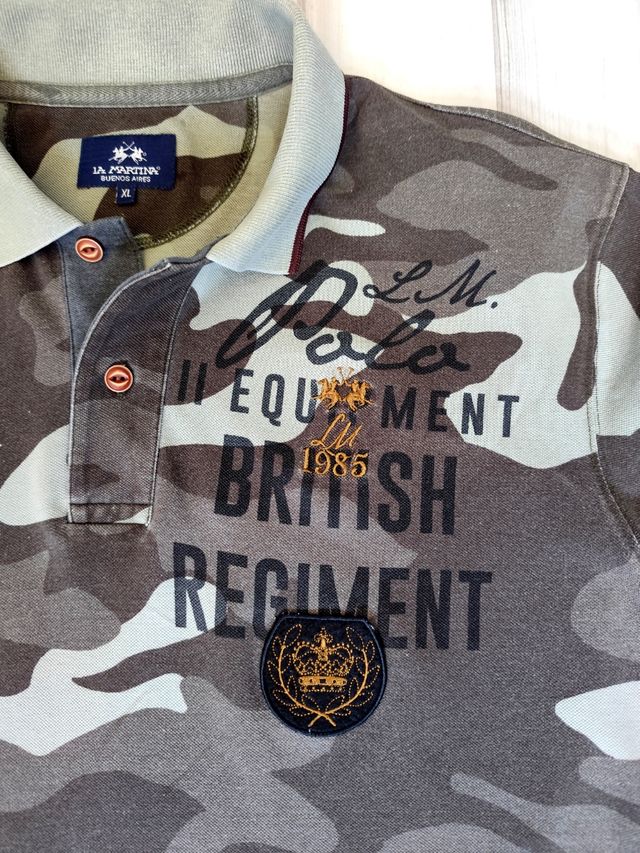 LA MARTINA
BUENOS AIRES
XL
L.M.
Polo
II EQUIPMENT
LM
1985
BRITISH
REGIMENT